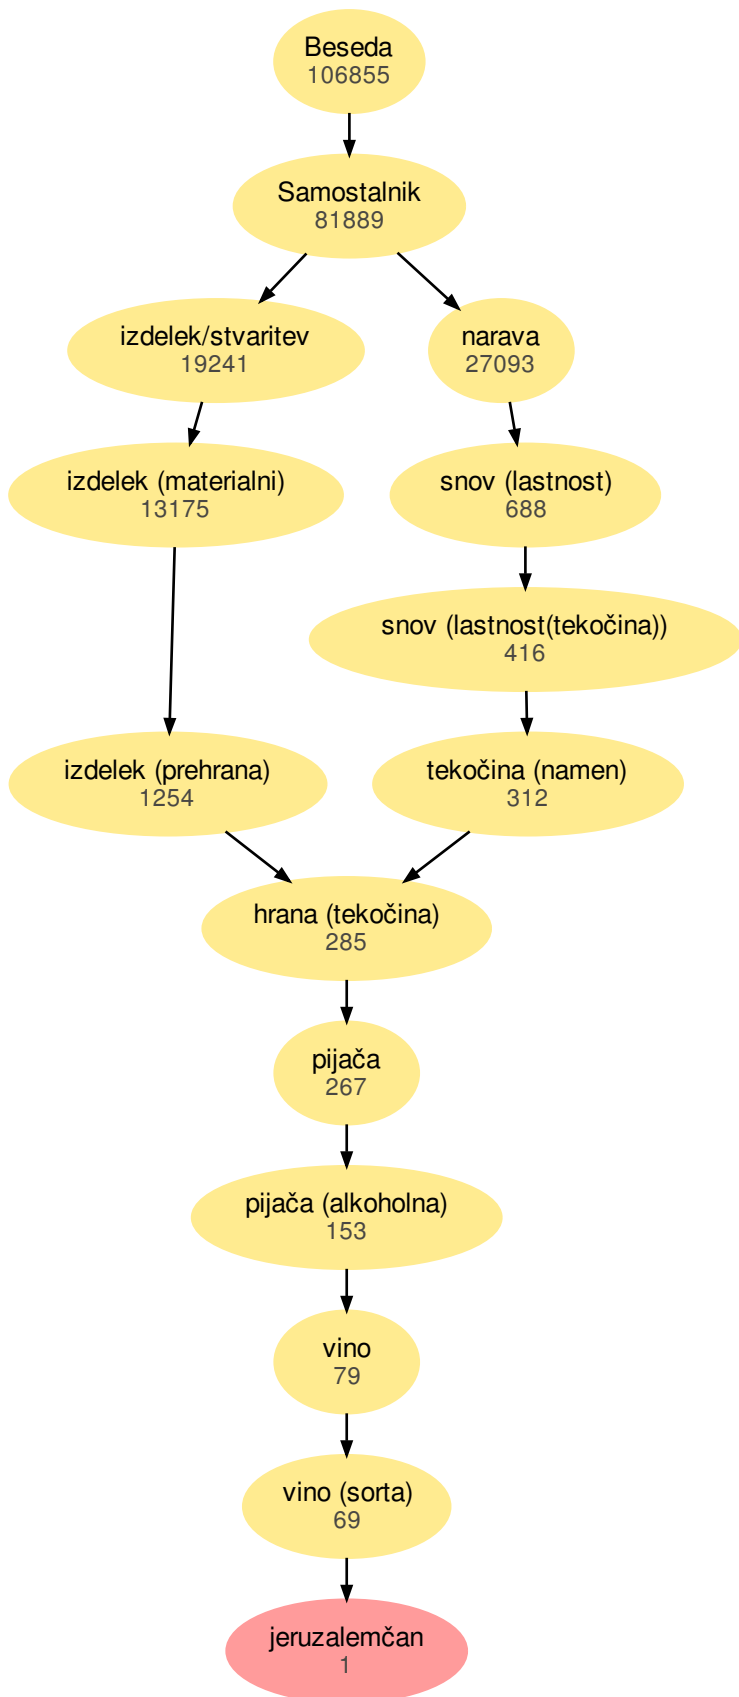 Beseda
106855
Samostalnik
81889
izdelek/stvaritev
19241
narava
27093
izdelek (materialni)
13175
snov (lastnost)
688
snov (lastnost(tekočina))
416
izdelek (prehrana)
1254
tekočina (namen)
312
hrana (tekočina)
285
pijača
267
pijača (alkoholna)
153
vino
79
vino (sorta)
69
jeruzalemčan
1